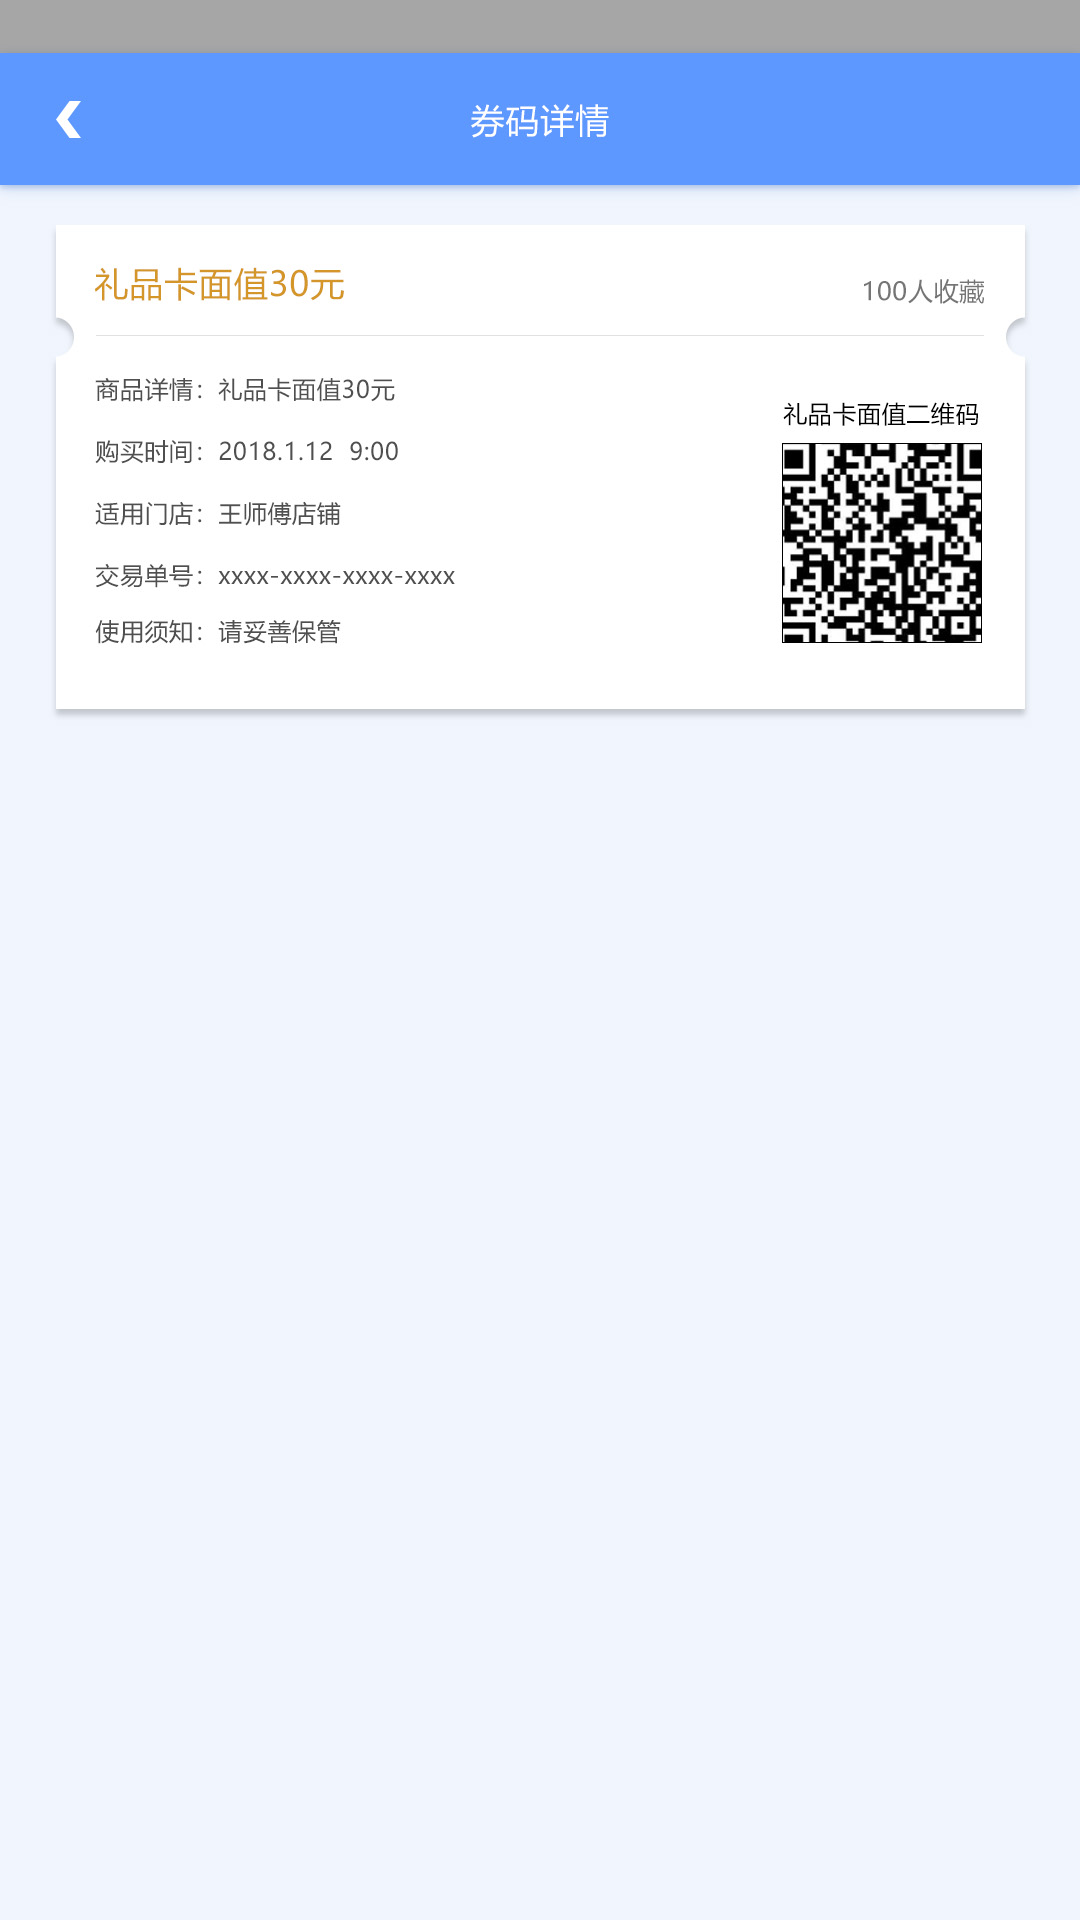 券码详情
礼品卡面值30元
100人收藏
商品详情：礼品卡面值30元
购买时间：2018.1.12  9:00
适用门店：王师傅店铺
交易单号：xxxx-xxxx-xxxx-xxxx
使用须知：请妥善保管
礼品卡面值二维码